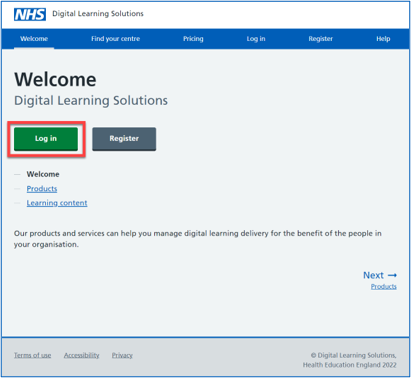 NHS Digital Learning Solutions
Welcome Find your centre Pricing Log in Register Help
Welcome
Digital Learning Solutions
Log in Register
Welcome
Products
Learning content
Our products and services can help you manage digital learning delivery for the benefit of the people in
your organisation.
Next →
Products
Terms of use Accessibility Privacy © Digital Learning Solutions,
Health Education England 2022